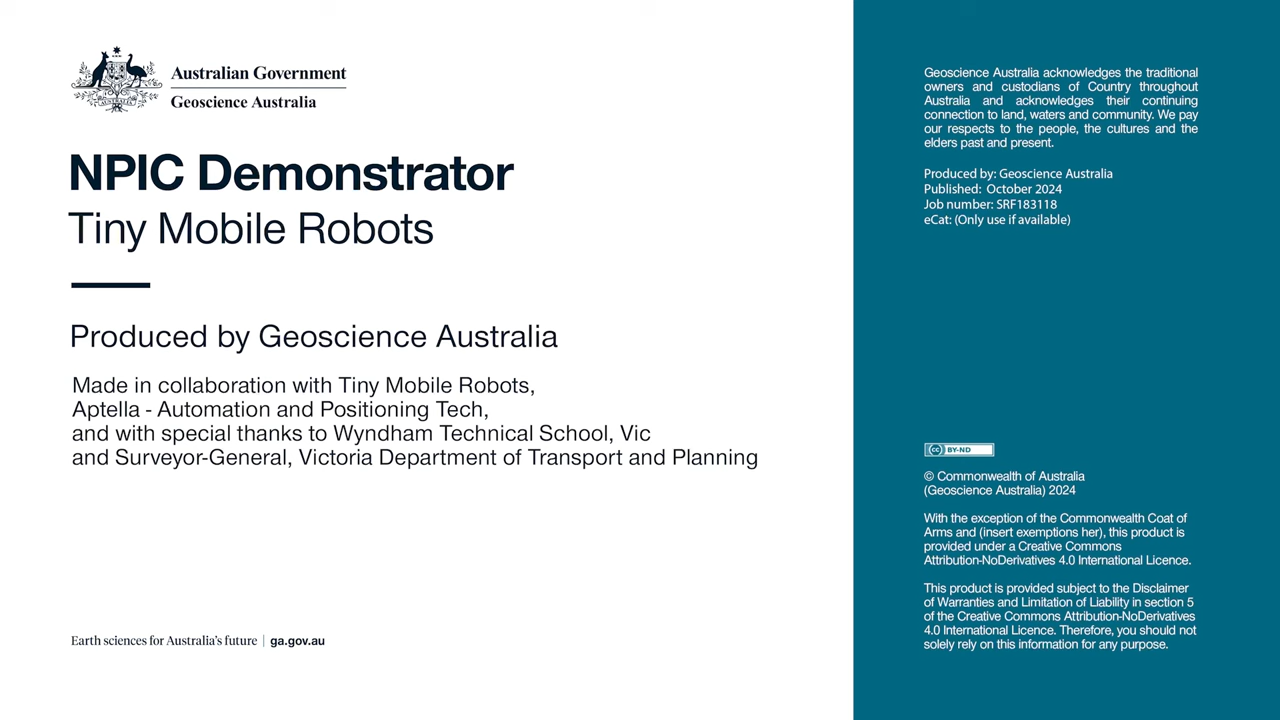 Australian Government
Geoscience Australia
NPIC Demonstrator
Tiny Mobile Robots
Produced by Geoscience Australia
Made in collaboration with Tiny Mobile Robots,
Aptella - Automation and Positioning Tech,
and with special thanks to Wyndham Technical School, Vic
and Surveyor-General, Victoria Department of Transport and Planning
Earth sciences for Australia's future | ga.gov.au
Geoscience Australia acknowledges the traditional
owners and custodians of Country throughout
Australia and acknowledges their continuing
connection to land, waters and community. We pay
our respects to the people, the cultures and the
elders past and present.
Produced by: Geoscience Australia
Published: October 2024
Job number: SRF183118
eCat: (Only use if available)
cc BY-ND
© Commonwealth of Australia
(Geoscience Australia) 2024
With the exception of the Commonwealth Coat of
Arms and (insert exemptions her), this product is
provided under a Creative Commons
Attribution-NoDerivatives 4.0 International Licence.
This product is provided subject to the Disclaimer
of Warranties and Limitation of Liability in section 5
of the Creative Commons Attribution-NoDerivatives
4.0 International Licence. Therefore, you should not
solely rely on this information for any purpose.